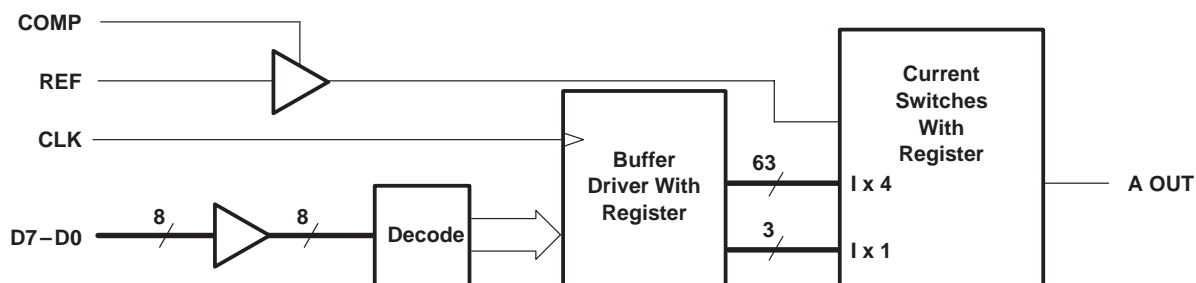 COMP
REF
CLK
D7–D0
8
8
Decode
Buffer
Driver With
Register
63
3
Current
Switches
With
Register
I x 4
I x 1
A OUT